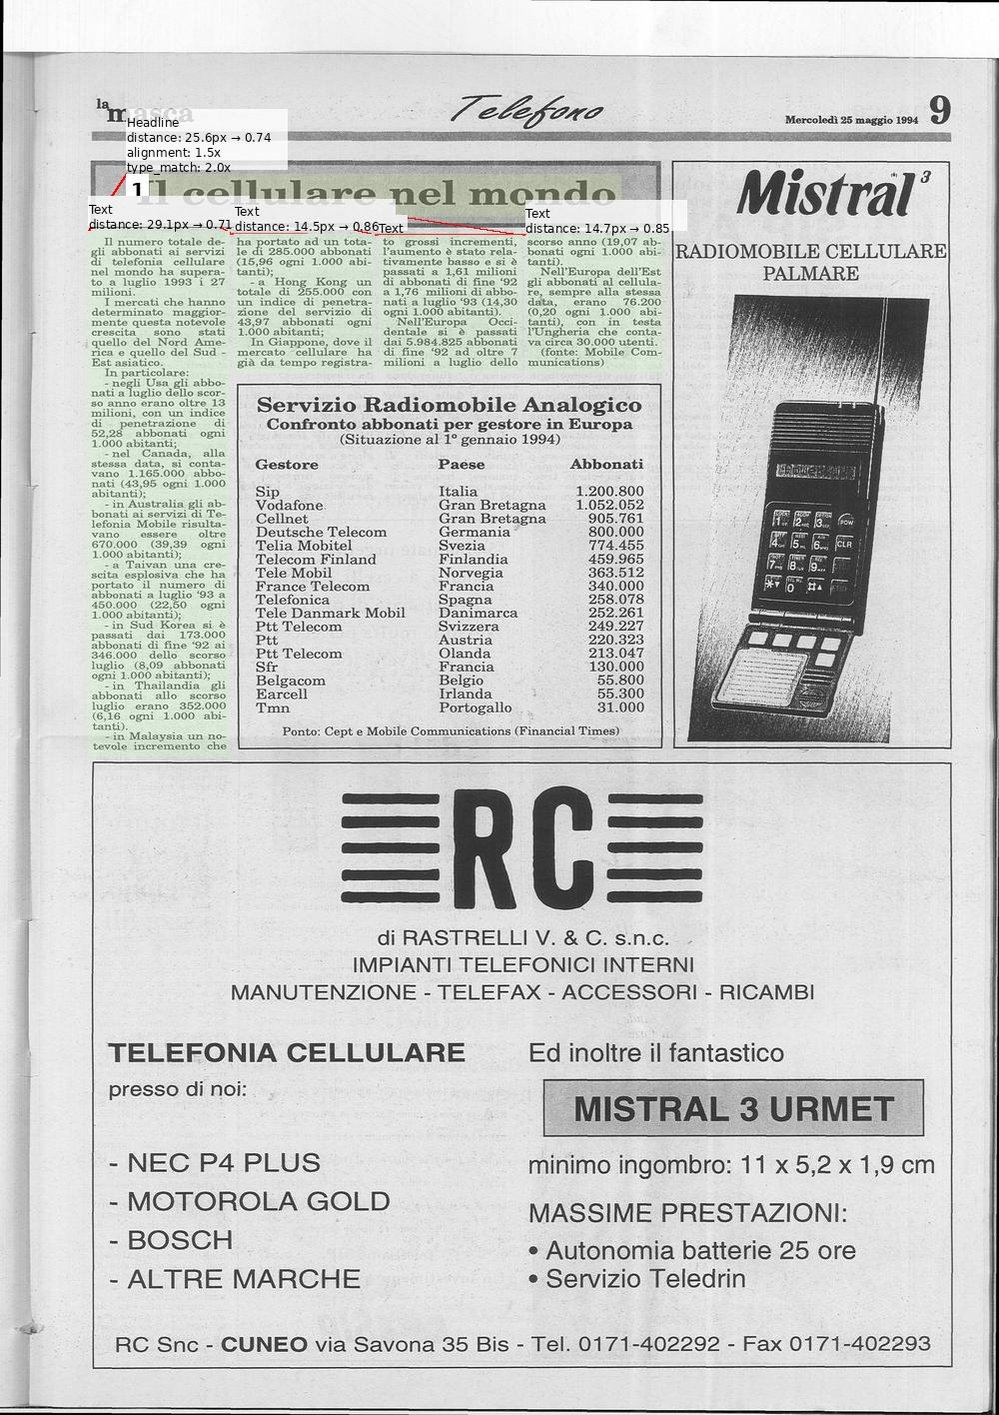 la masca
Telefono
Mercoledì 25 maggio 1994 9
Headline
distance: 25.6px → 0.74
alignment: 1.5x
type_match: 2.0x
1
Il cellulare nel mondo
Text
distance: 29.1px → 0.71
Text
distance: 14.5px → 0.86
Text
Text
distance: 14.7px → 0.85
Il numero totale de-
gli abbonati ai servizi
di telefonia cellulare
nel mondo ha supera-
to a luglio 1993 i 27
milioni.
I mercati che hanno
determinato maggior-
mente questa notevole
crescita sono stati
quello del Nord Ame-
rica e quello del Sud -
Est asiatico.
In particolare:
- negli Usa gli abbo-
nati a luglio dello scor-
so anno erano oltre 13
milioni, con un indice
di penetrazione di
52,28 abbonati ogni
1.000 abitanti;
- nel Canada, alla
stessa data, si conta-
vano 1.165.000 abbo-
nati (43,95 ogni 1.000
abitanti);
- in Australia gli ab-
bonati ai servizi di Te-
lefonia Mobile risulta-
vano essere oltre
670.000 (39,39 ogni
1.000 abitanti);
- a Taivan una cre-
scita esplosiva che ha
portato il numero di
abbonati a luglio '93 a
450.000 (22,50 ogni
1.000 abitanti);
- in Sud Korea si è
passati dai 173.000
abbonati di fine '92 ai
346.000 dello scorso
luglio (8,09 abbonati
ogni 1.000 abitanti);
- in Thailandia gli
abbonati allo scorso
luglio erano 352.000
(6,16 ogni 1.000 abi-
tanti).
- in Malaysia un no-
tevole incremento che
ha portato ad un tota-
le di 285.000 abbonati
(15,96 ogni 1.000 abi-
tanti);
- a Hong Kong un
totale di 255.000 con
un indice di penetra-
zione del servizio di
43,97 abbonati ogni
1.000 abitanti;
In Giappone, dove il
mercato cellulare ha
già da tempo registra-
to grossi incrementi,
l'aumento è stato rela-
tivamente basso e si è
passati a 1,61 milioni
di abbonati di fine '92
a 1,76 milioni di abbo-
nati a luglio '93 (14,30
ogni 1.000 abitanti).
Nell'Europa Occi-
dentale si è passati
dai 5.984.825 abbonati
di fine '92 ad oltre 7
milioni a luglio dello
scorso anno (19,07 ab-
bonati ogni 1.000 abi-
tanti).
Nell'Europa dell'Est
gli abbonati al cellula-
re, sempre alla stessa
data, erano 76.200
(0,20 ogni 1.000 abi-
tanti), con in testa
l'Ungheria che conta-
va circa 30.000 utenti.
(fonte: Mobile Com-
munications)
Servizio Radiomobile Analogico
Confronto abbonati per gestore in Europa
(Situazione al 1° gennaio 1994)
Gestore Paese Abbonati
Sip Italia 1.200.800
Vodafone Gran Bretagna 1.052.052
Cellnet Gran Bretagna 905.761
Deutsche Telecom Germania 800.000
Telia Mobitel Svezia 774.455
Telecom Finland Finlandia 459.965
Tele Mobil Norvegia 363.512
France Telecom Francia 340.000
Telefonica Spagna 258.078
Tele Danmark Mobil Danimarca 252.261
Ptt Telecom Svizzera 249.227
Ptt Austria 220.323
Ptt Telecom Olanda 213.047
Sfr Francia 130.000
Belgacom Belgio 55.800
Earcell Irlanda 55.300
Tmn Portogallo 31.000
Ponto: Cept e Mobile Communications (Financial Times)
Mistral 3
RADIOMOBILE CELLULARE
PALMARE
RC
di RASTRELLI V. & C. s.n.c.
IMPIANTI TELEFONICI INTERNI
MANUTENZIONE - TELEFAX - ACCESSORI - RICAMBI
TELEFONIA CELLULARE
presso di noi:
- NEC P4 PLUS
- MOTOROLA GOLD
- BOSCH
- ALTRE MARCHE
Ed inoltre il fantastico
MISTRAL 3 URMET
minimo ingombro: 11 x 5,2 x 1,9 cm
MASSIME PRESTAZIONI:
• Autonomia batterie 25 ore
• Servizio Teledrin
RC Snc - CUNEO via Savona 35 Bis - Tel. 0171-402292 - Fax 0171-402293